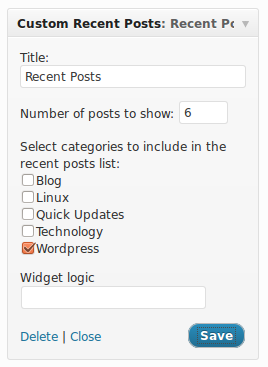 Custom Recent Posts: Recent Po
Title:
Recent Posts
Number of posts to show: 6
Select categories to include in the
recent posts list:
Blog
Linux
Quick Updates
Technology
Wordpress
Widget logic
Delete | Close
Save